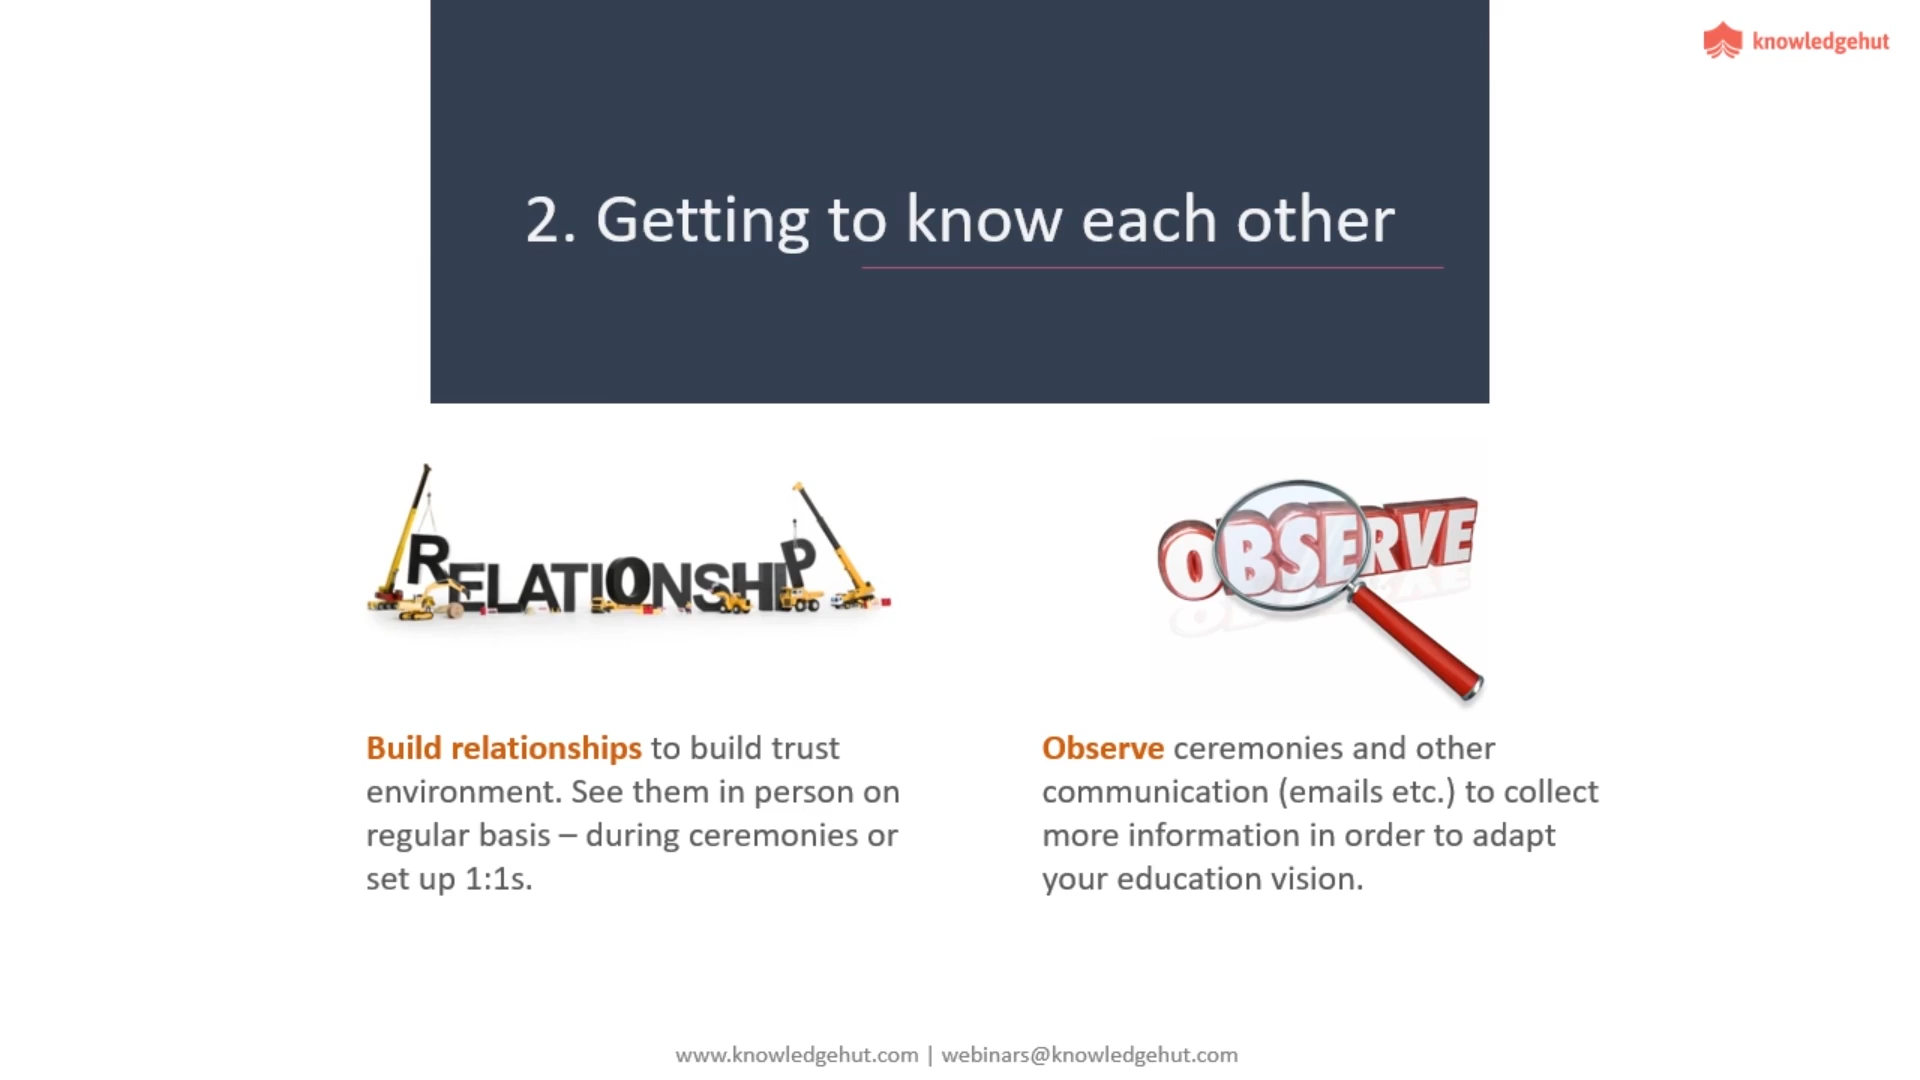 knowledgehut
2. Getting to know each other
RELATIONSHIP
OBSERVE
Build relationships to build trust
environment. See them in person on
regular basis – during ceremonies or
set up 1:1s.
Observe ceremonies and other
communication (emails etc.) to collect
more information in order to adapt
your education vision.
www.knowledgehut.com | webinars@knowledgehut.com